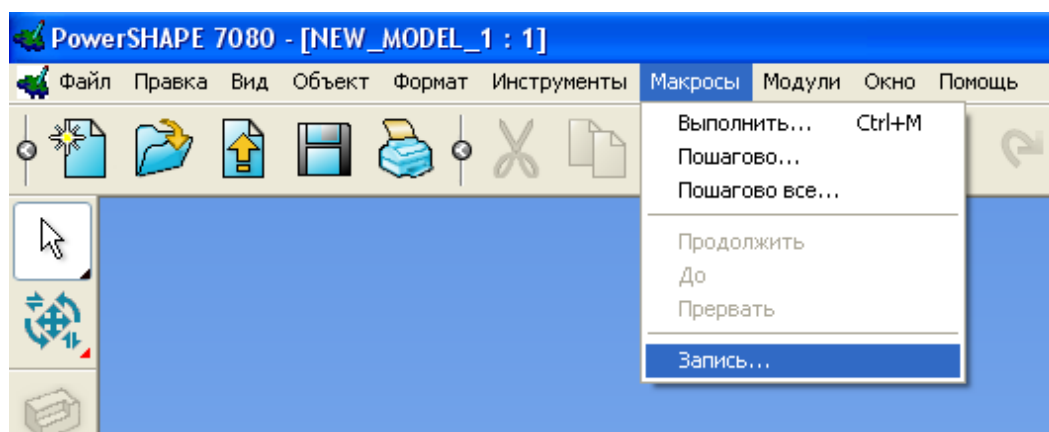 PowerSHAPE 7080 - [NEW_MODEL_1 : 1]
Файл Правка Вид Объект Формат Инструменты Макросы Модули Окно Помощь
Выполнить... Ctrl+M
Пошагово...
Пошагово все...
Продолжить
До
Прервать
Запись...